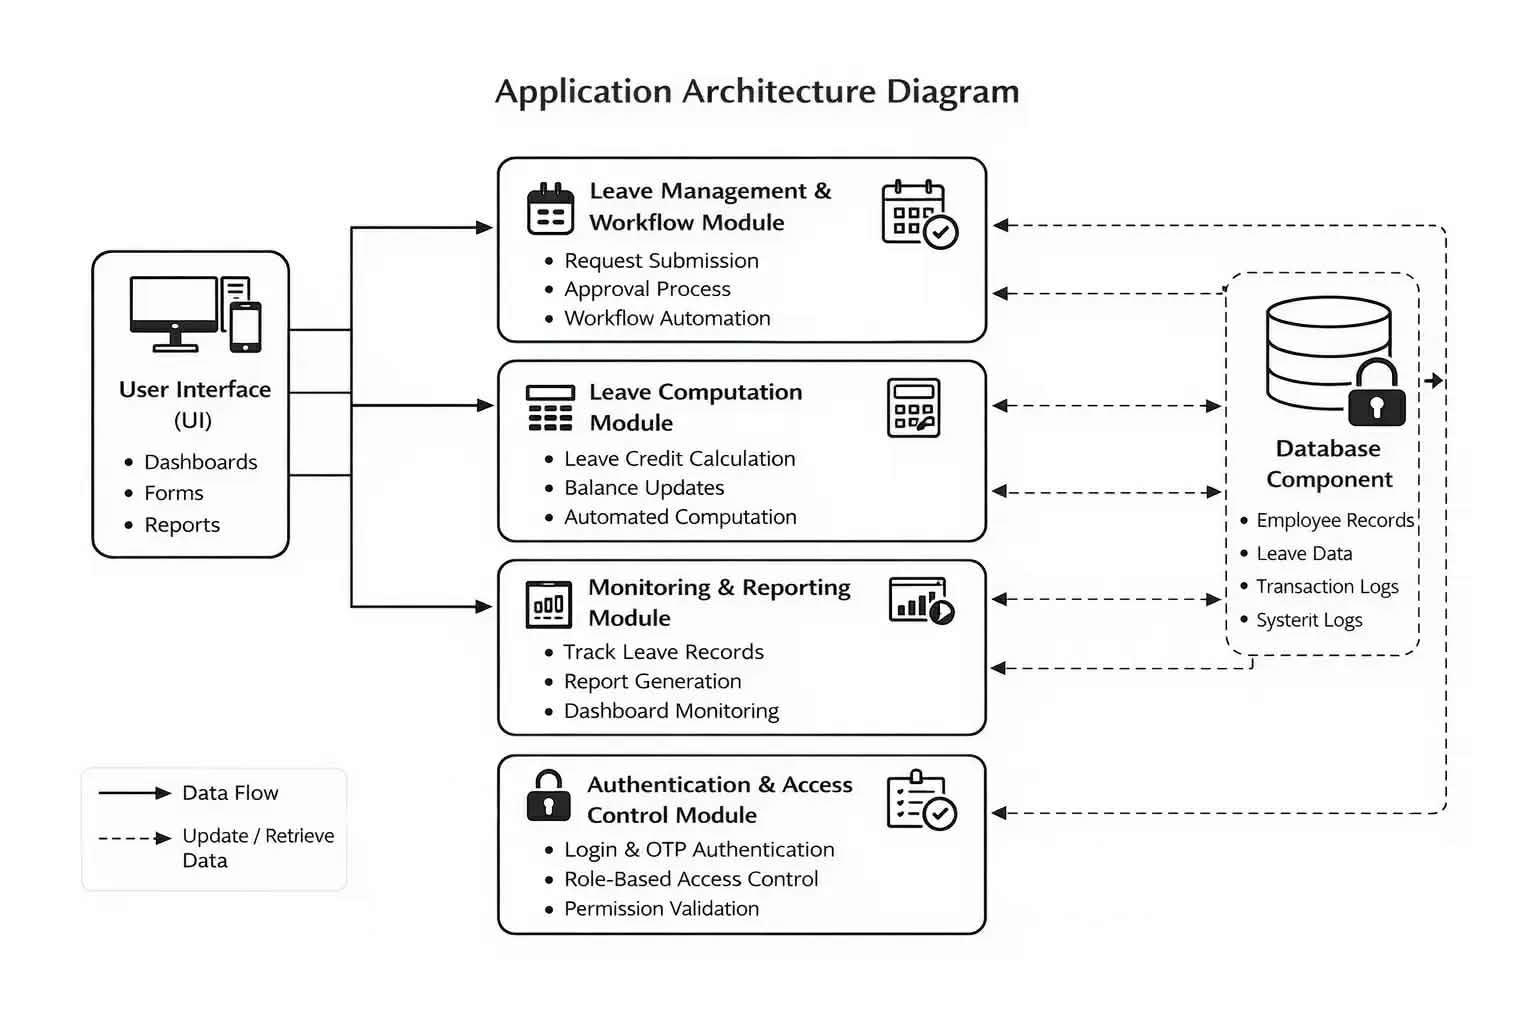 Application Architecture Diagram
Leave Management &
Workflow Module
• Request Submission
• Approval Process
• Workflow Automation
User Interface
(UI)
• Dashboards
• Forms
• Reports
Leave Computation
Module
• Leave Credit Calculation
• Balance Updates
• Automated Computation
Database
Component
• Employee Records
• Leave Data
• Transaction Logs
• Systerit Logs
Monitoring & Reporting
Module
• Track Leave Records
• Report Generation
• Dashboard Monitoring
Authentication & Access
Control Module
• Login & OTP Authentication
• Role-Based Access Control
• Permission Validation
Data Flow
Update / Retrieve
Data